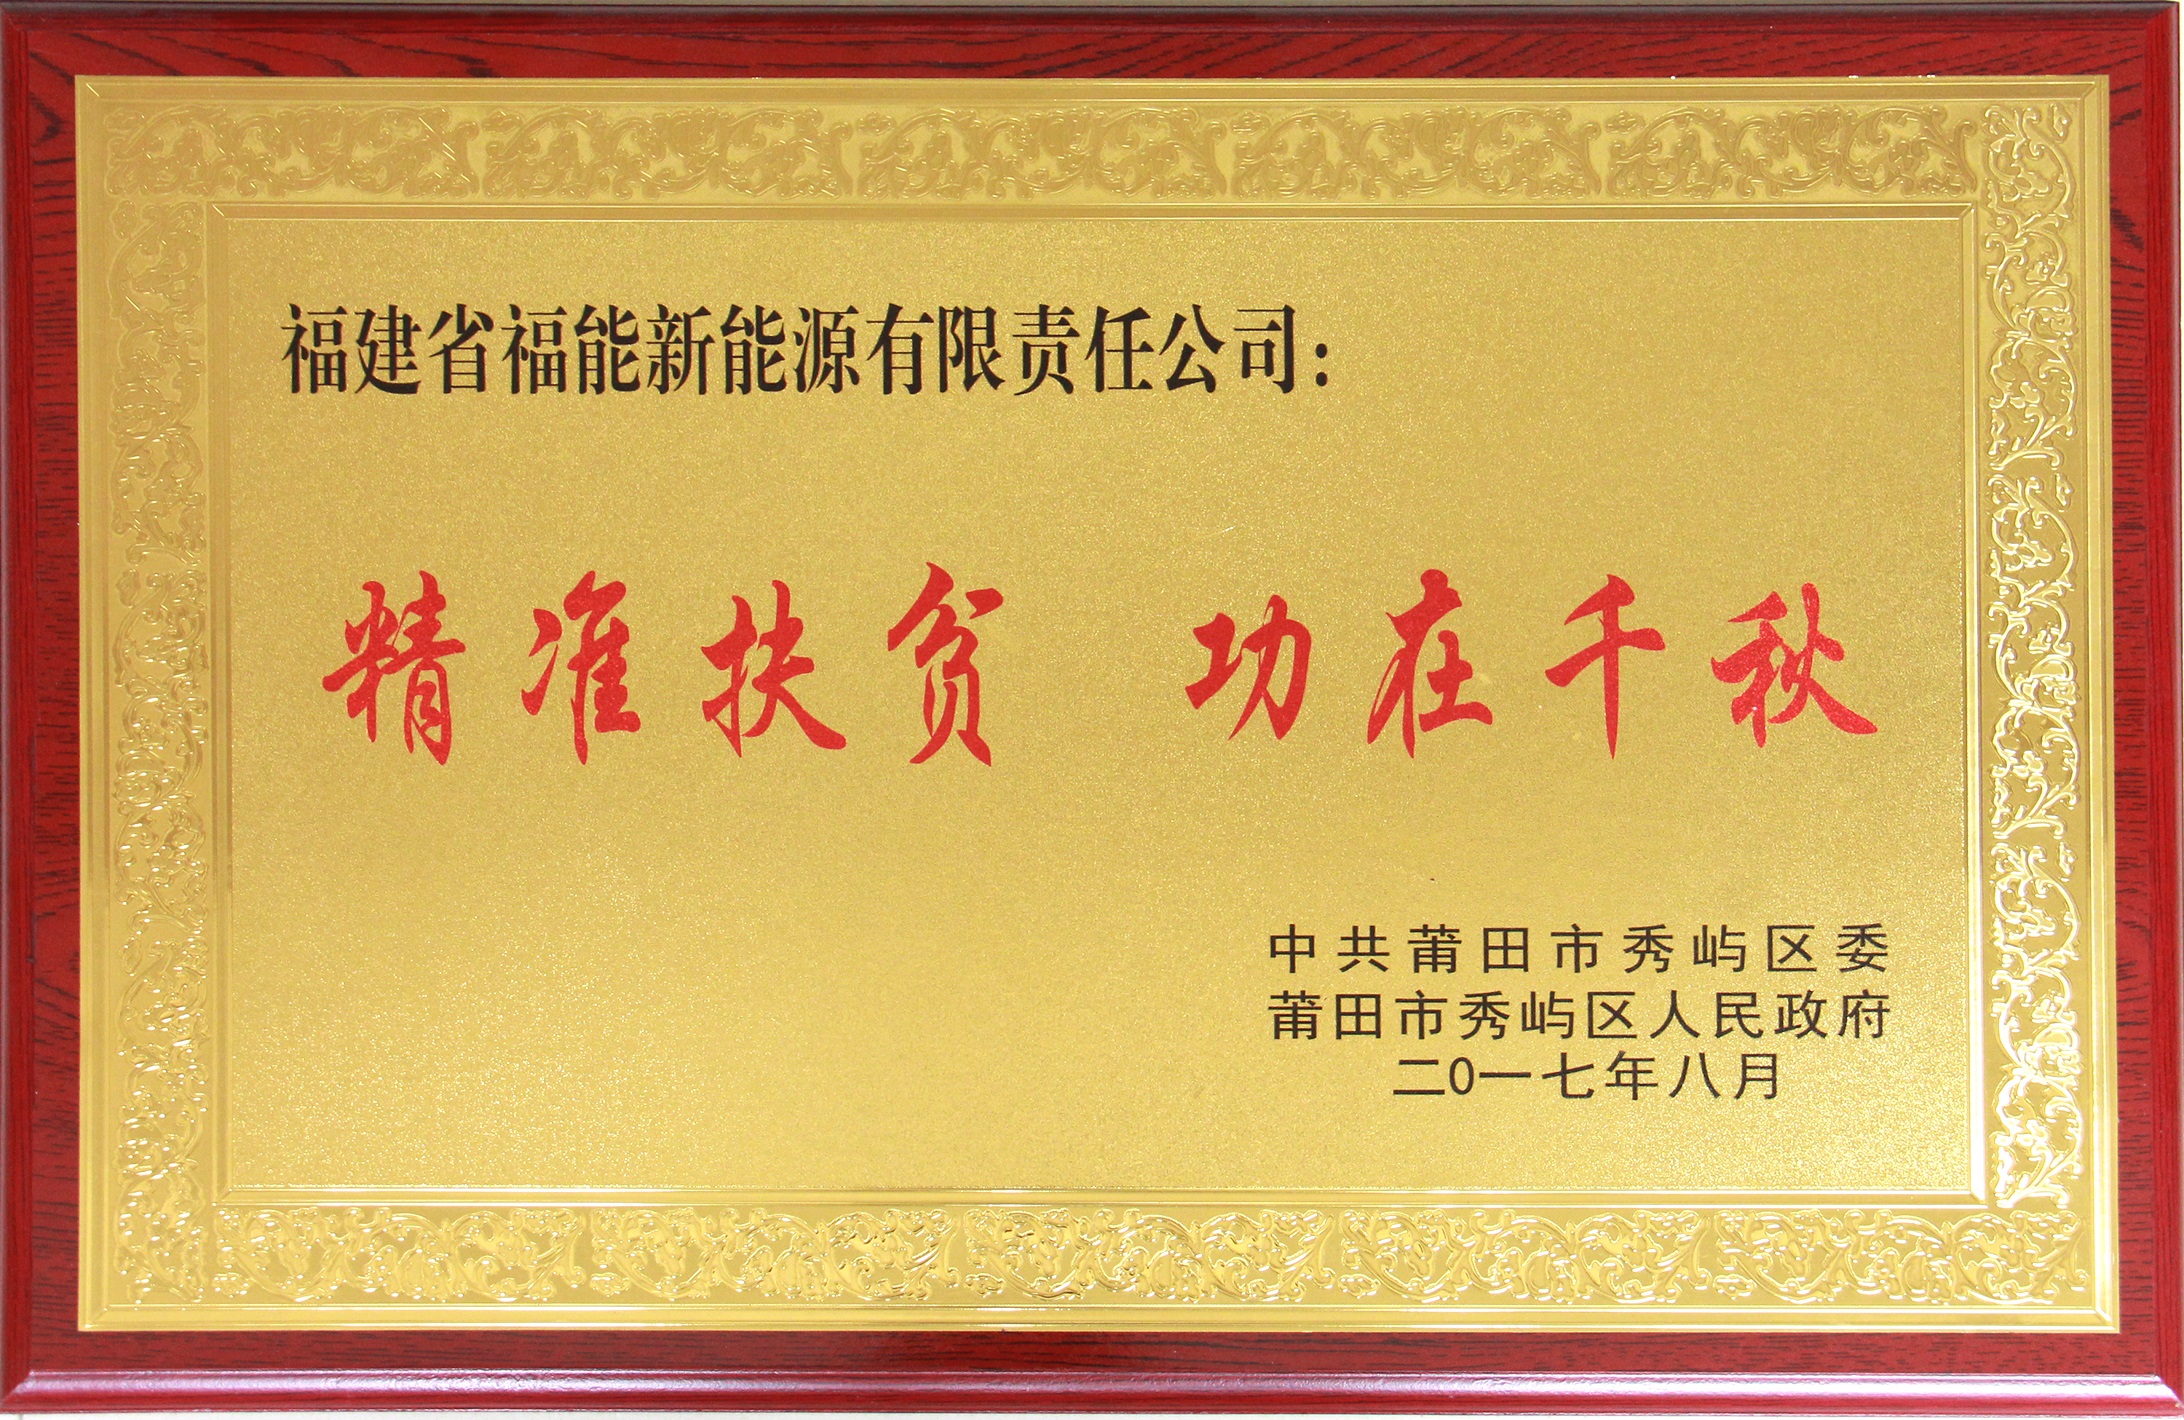 福建省福能新能源有限责任公司：
精准扶贫 功在千秋
中共莆田市秀屿区委
莆田市秀屿区人民政府
二0一七年八月